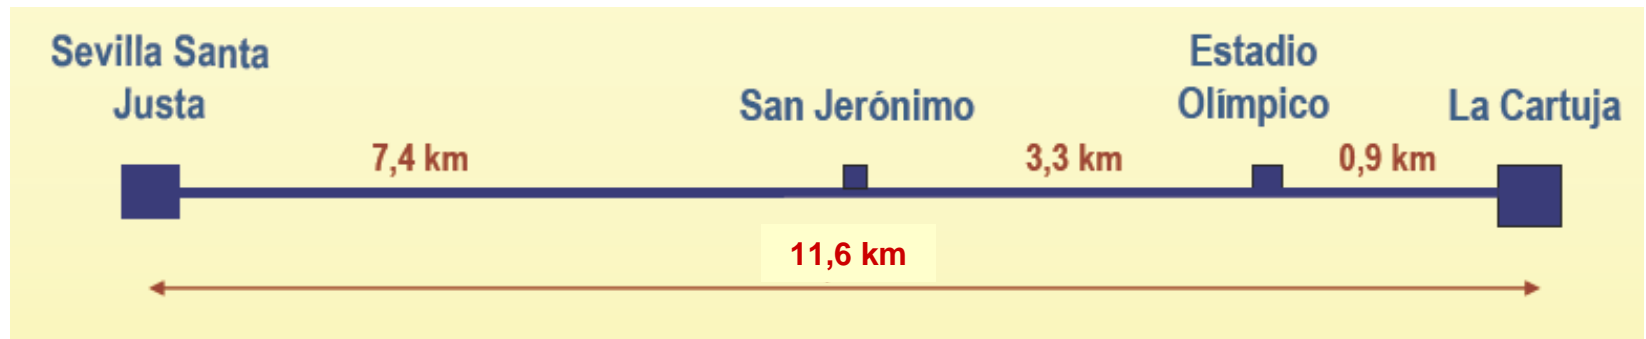 Sevilla Santa
Justa
San Jerónimo
Estadio
Olímpico
La Cartuja
7,4 km
3,3 km
0,9 km
11,6 km